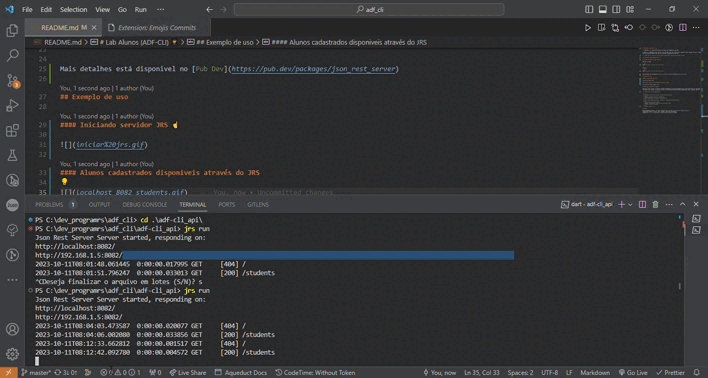 File Edit Selection View Go Run ···
adf_cli
README.md M
Extension: Emojis Commits
README.md > # Lab Alunos (ADF-CLI) > ## Exemplo de uso > #### Alunos cadastrados disponiveis através do JRS
24
25 Mais detalhes está disponível no [Pub Dev](https://pub.dev/packages/json_rest_server)
26
You, 1 second ago | 1 author (You)
27 ## Exemplo de uso
28
You, 1 second ago | 1 author (You)
29 #### Iniciando servidor JRS ☝
30
31 ![](iniciar%20jrs.gif)
32
You, 1 second ago | 1 author (You)
33 #### Alunos cadastrados disponiveis através do JRS
34
35 ![](localhost_8082_students.gif) You, now • Uncommitted changes
PROBLEMS 1 OUTPUT DEBUG CONSOLE TERMINAL PORTS GITLENS
dart - adf-cli_api
PS C:\dev_programrs\adf_cli> cd .\adf-cli_api\
PS C:\dev_programrs\adf_cli\adf-cli_api> jrs run
Json Rest Server Server started, responding on:
http://localhost:8082/
http://192.168.1.5:8082/
2023-10-11T08:01:48.061445 0:00:00.017995 GET [404] /
2023-10-11T08:01:51.796247 0:00:00.033013 GET [200] /students
^CDeseja finalizar o arquivo em lotes (S/N)? s
PS C:\dev_programrs\adf_cli\adf-cli_api> jrs run
Json Rest Server Server started, responding on:
http://localhost:8082/
http://192.168.1.5:8082/
2023-10-11T08:04:03.473587 0:00:00.020077 GET [404] /
2023-10-11T08:04:06.002080 0:00:00.033856 GET [200] /students
2023-10-11T08:12:33.662812 0:00:00.001517 GET [404] /
2023-10-11T08:12:42.092780 0:00:00.004572 GET [200] /students
master* 3↓ 0↑ 0 0 1 0 Live Share Aqueduct Docs CodeTime: Without Token You, now Ln 35, Col 33 Spaces: 2 UTF-8 LF Markdown Go Live Prettier